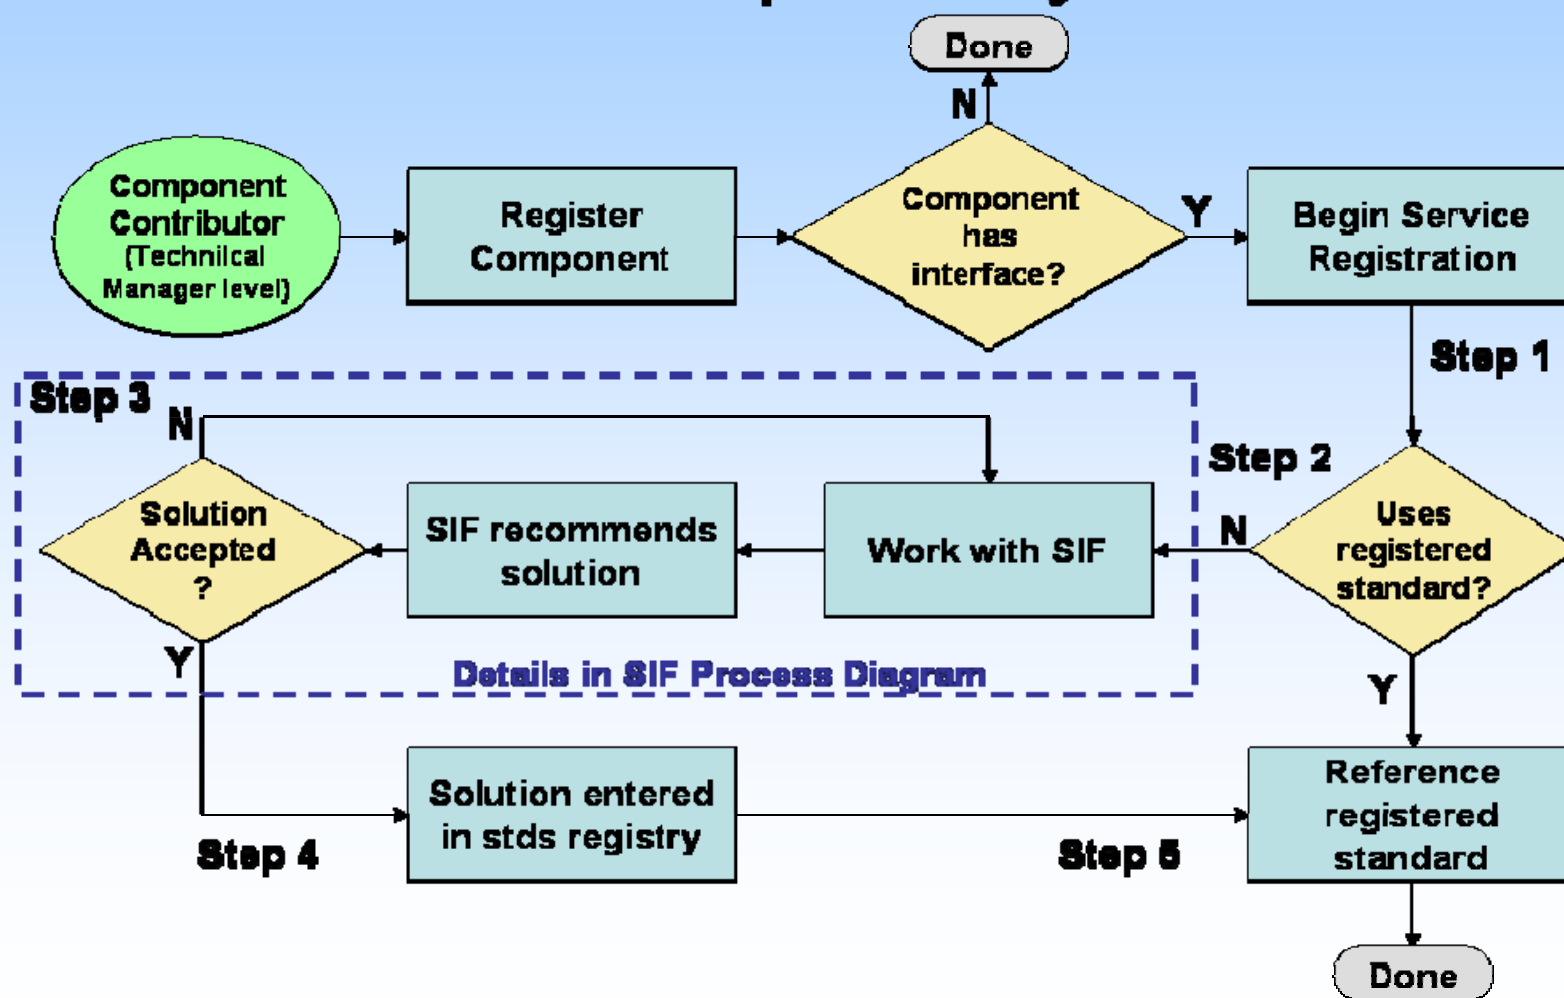 Done
N
Component
Contributor
(Technilcal
Manager level)
Register
Component
Component
has
interface?
Y
Begin Service
Registration
Step 1
Step 3
N
Step 2
Solution
Accepted
?
SIF recommends
solution
Work with SIF
N
Uses
registered
standard?
Y
Details in SIF Process Diagram
Y
Solution entered
in stds registry
Reference
registered
standard
Step 4
Step 5
Done